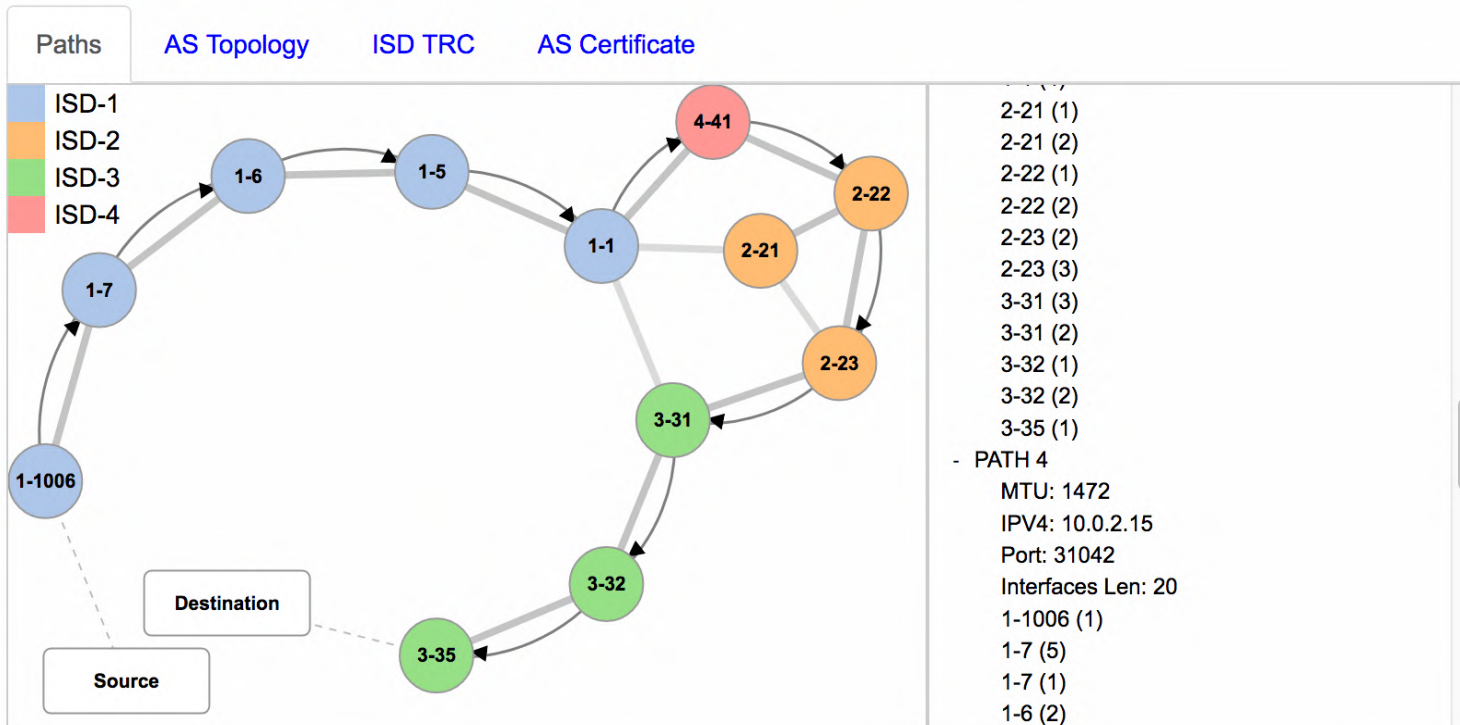 Paths AS Topology ISD TRC AS Certificate
ISD-1
ISD-2
ISD-3
ISD-4
4-41
1-6
1-5
2-22
1-1
2-21
1-7
2-23
3-31
1-1006
3-32
Destination
3-35
Source
2-21 (1)
2-21 (2)
2-22 (1)
2-22 (2)
2-23 (2)
2-23 (3)
3-31 (3)
3-31 (2)
3-32 (1)
3-32 (2)
3-35 (1)
- PATH 4
MTU: 1472
IPV4: 10.0.2.15
Port: 31042
Interfaces Len: 20
1-1006 (1)
1-7 (5)
1-7 (1)
1-6 (2)